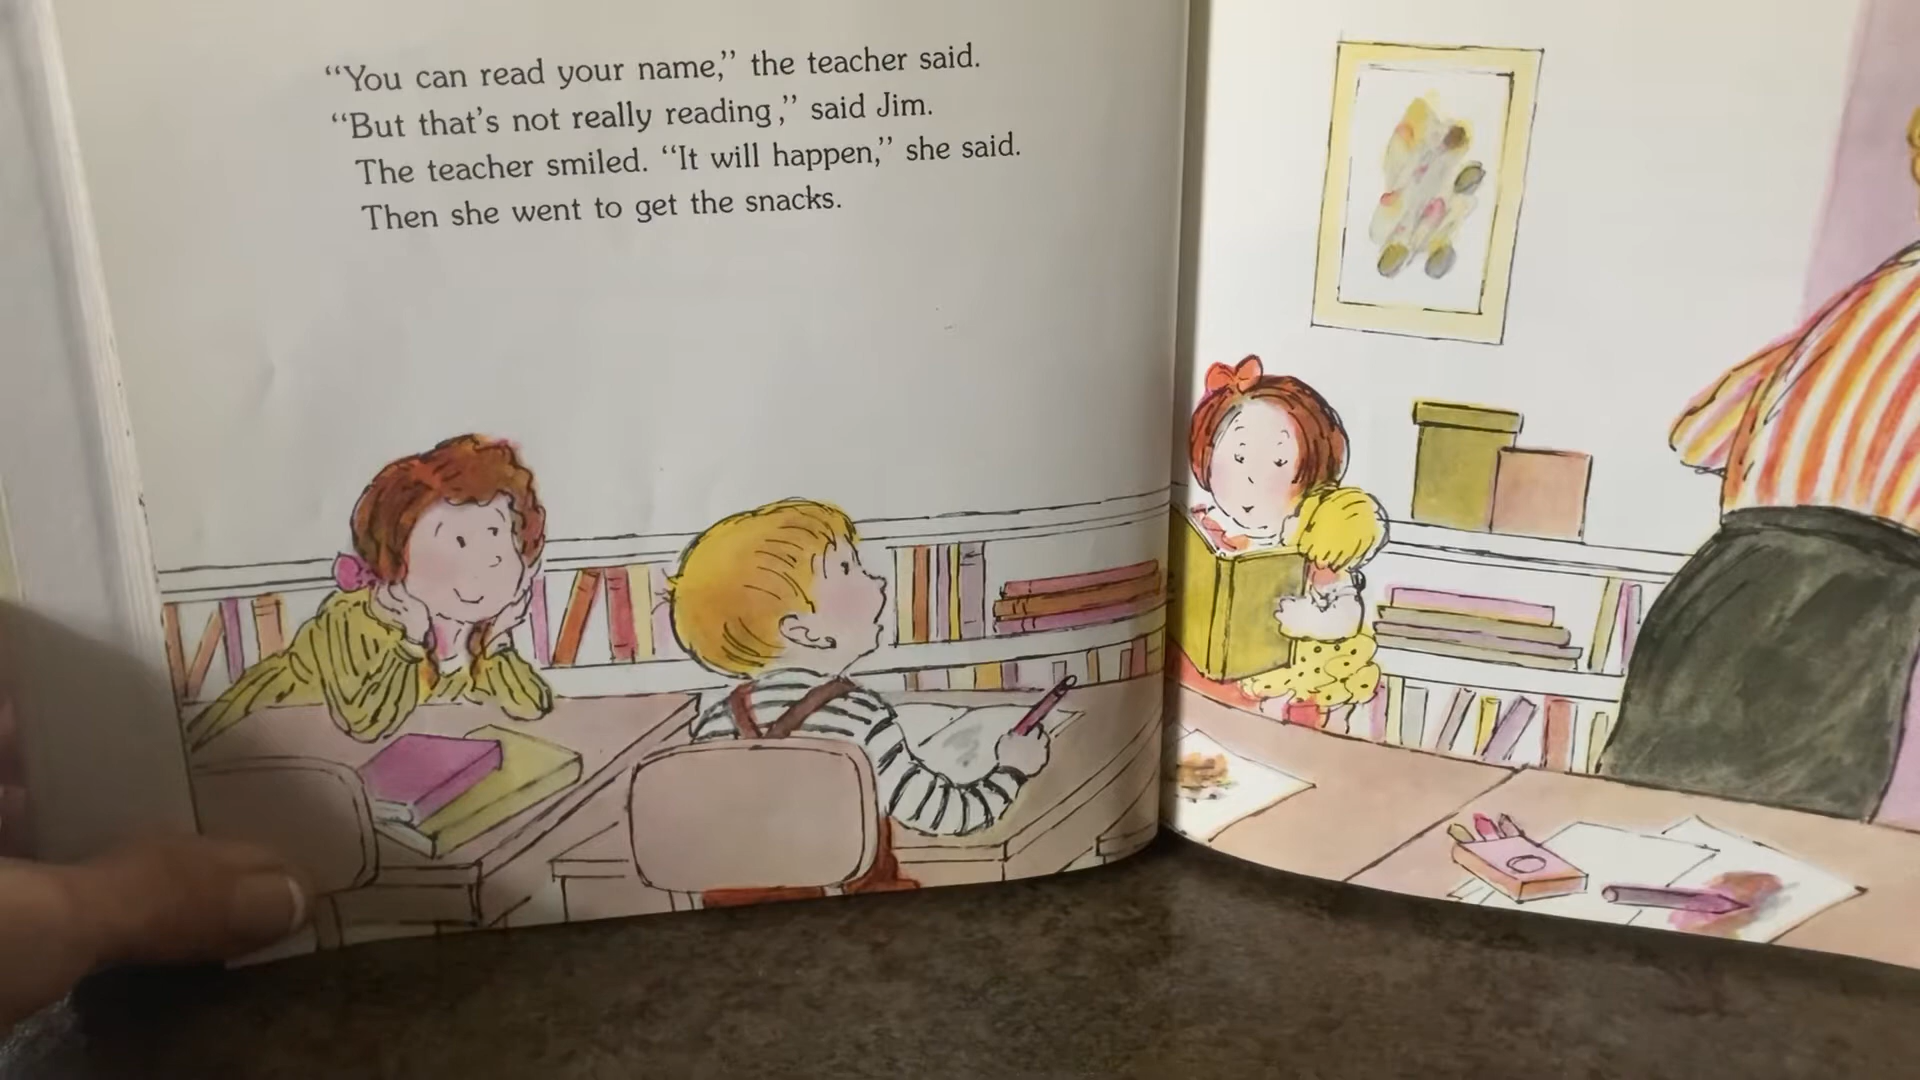 “You can read your name,” the teacher said.
“But that’s not really reading,” said Jim.
The teacher smiled. “It will happen,” she said.
Then she went to get the snacks.